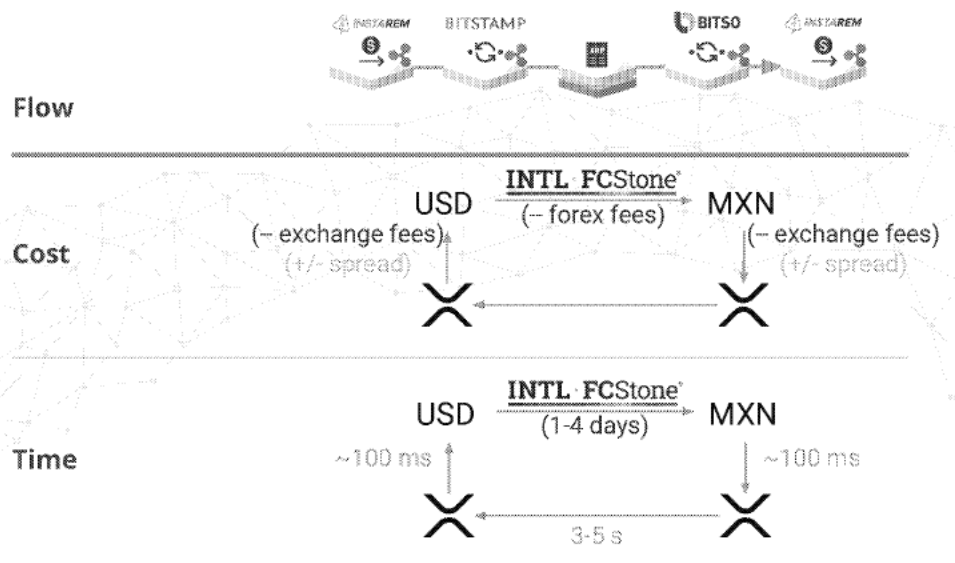 INSTAREM BITSTAMP BITSO INSTAREM
Flow
INTL FCStone
USD MXN
(– forex fees)
(– exchange fees) (– exchange fees)
Cost
(+/- spread) (+/- spread)
INTL FCStone
USD MXN
(1-4 days)
Time ~100 ms ~100 ms
3-5 s